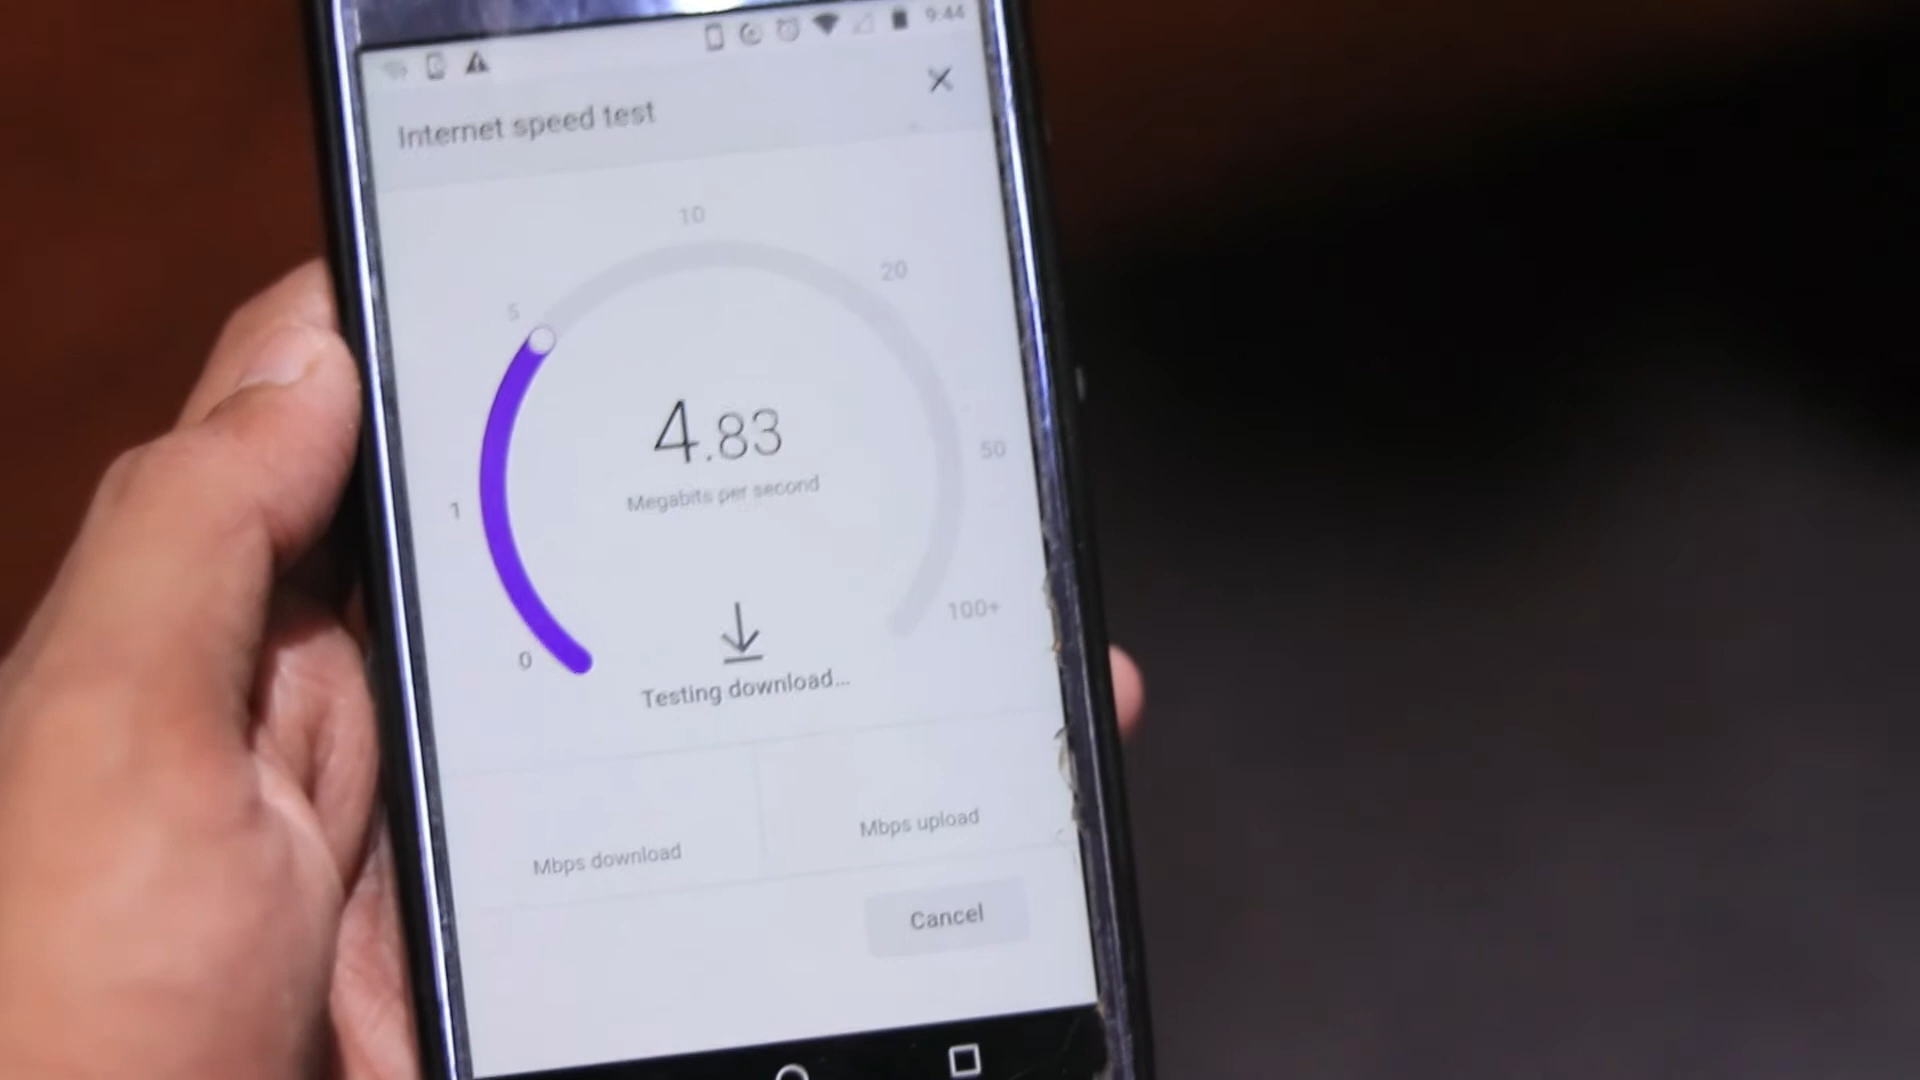 9:44
Internet speed test
10
20
5
50
1
4.83
Megabits per second
100+
0
Testing download...
Mbps download
Mbps upload
Cancel